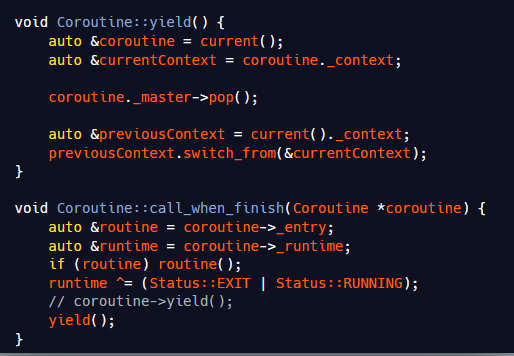 void Coroutine::yield() {
    auto &coroutine = current();
    auto &currentContext = coroutine._context;

    coroutine._master->pop();

    auto &previousContext = current()._context;
    previousContext.switch_from(&currentContext);
}

void Coroutine::call_when_finish(Coroutine *coroutine) {
    auto &routine = coroutine->_entry;
    auto &runtime = coroutine->_runtime;
    if (routine) routine();
    runtime ^= (Status::EXIT | Status::RUNNING);
    // coroutine->yield();
    yield();
}